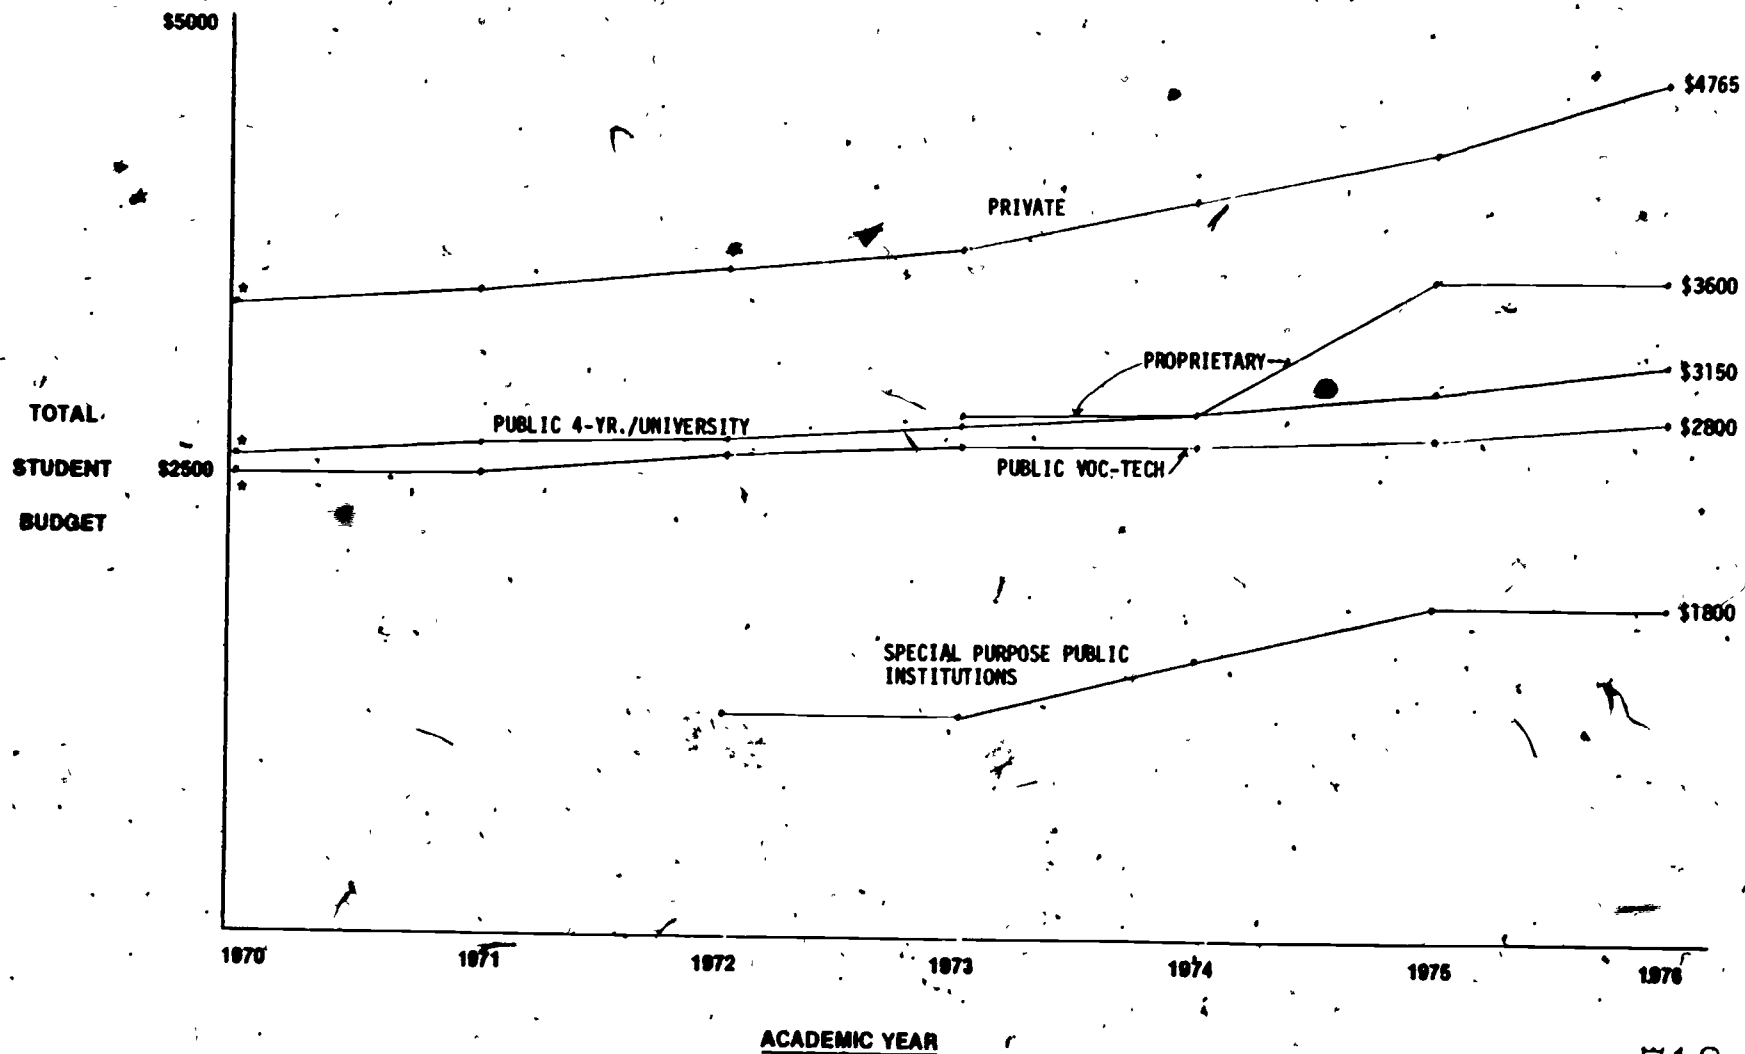 $5000
$4765
PRIVATE
*
$3600
PROPRIETARY
$3150
TOTAL
PUBLIC 4-YR./UNIVERSITY
*
$2800
STUDENT
$2500
PUBLIC VOC-TECH
*
BUDGET
$1800
SPECIAL PURPOSE PUBLIC
INSTITUTIONS
1970 1971 1972 1973 1974 1975 1976
ACADEMIC YEAR